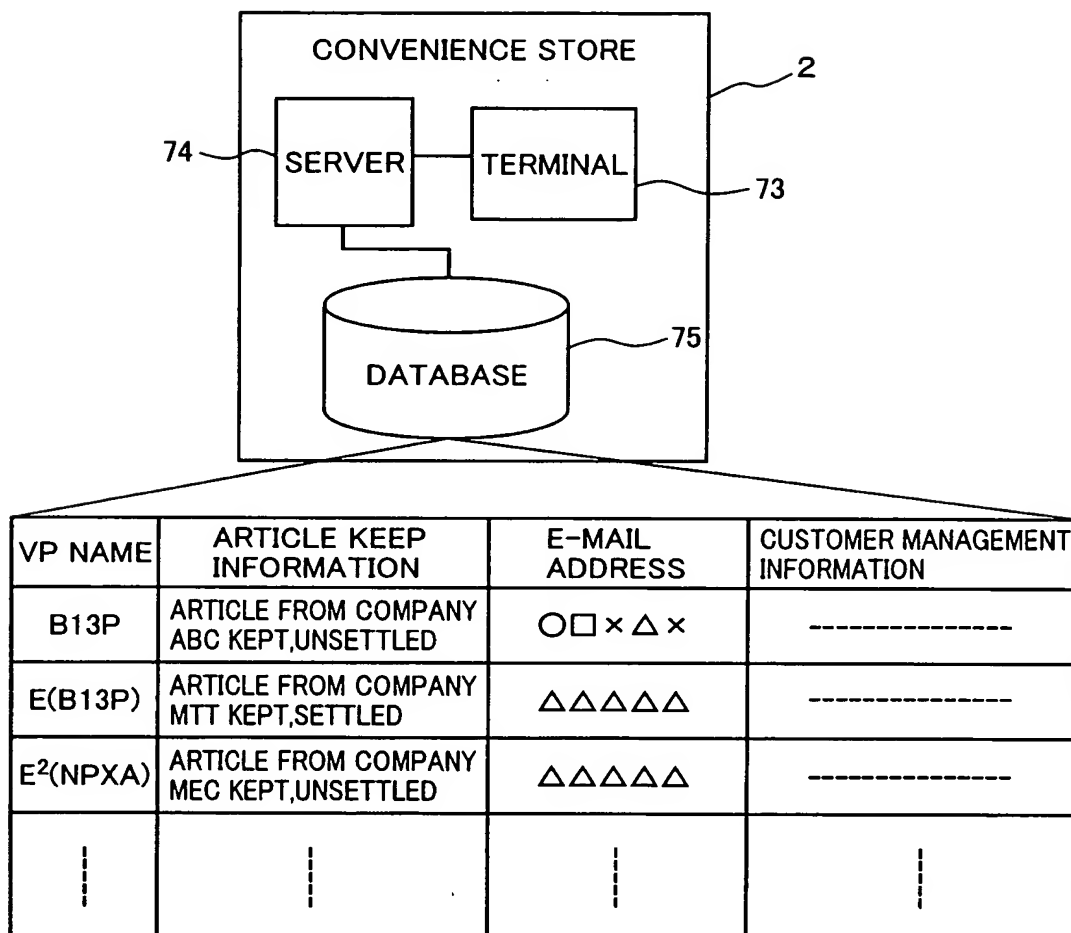 CONVENIENCE STORE
2
74
SERVER
TERMINAL
73
DATABASE
75
VP NAME
ARTICLE KEEP
INFORMATION
E-MAIL
ADDRESS
CUSTOMER MANAGEMENT
INFORMATION
B13P
ARTICLE FROM COMPANY
ABC KEPT,UNSETTLED
○□×△×
E(B13P)
ARTICLE FROM COMPANY
MTT KEPT,SETTLED
△△△△△
E²(NPXA)
ARTICLE FROM COMPANY
MEC KEPT,UNSETTLED
△△△△△